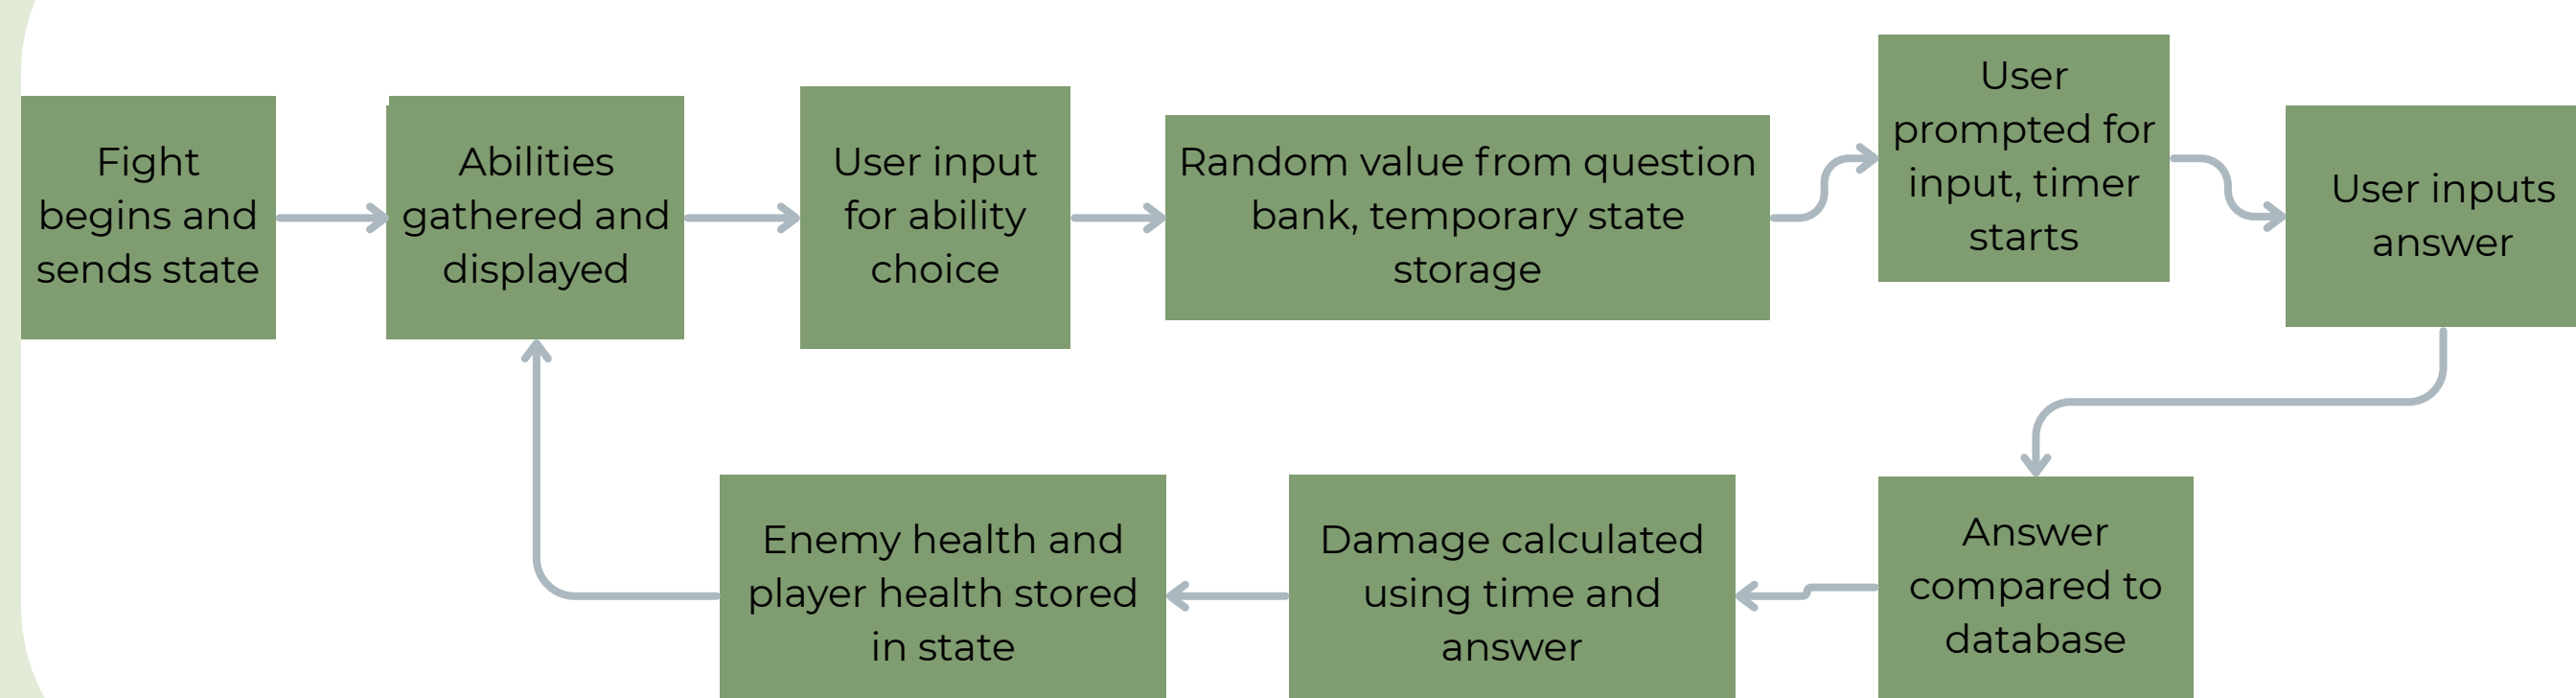 Fight
begins and
sends state
Abilities
gathered and
displayed
User input
for ability
choice
Random value from question
bank, temporary state
storage
User
prompted for
input, timer
starts
User inputs
answer
Answer
compared to
database
Damage calculated
using time and
answer
Enemy health and
player health stored
in state